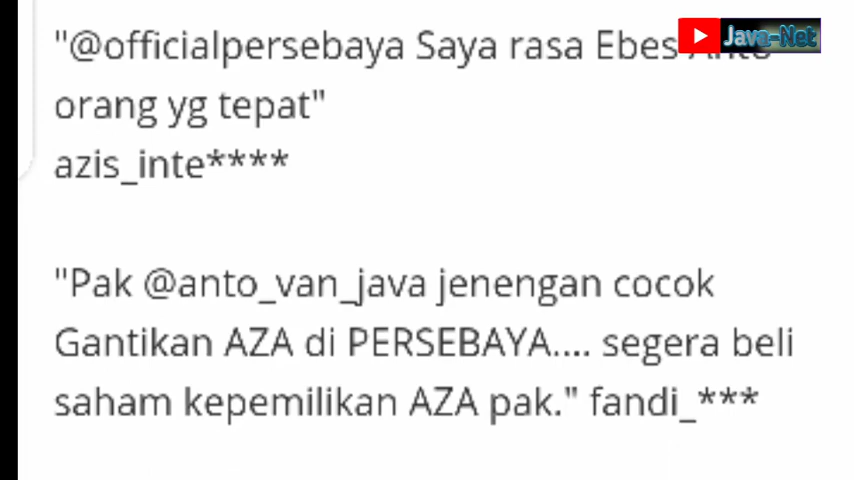 "@officialpersebaya Saya rasa Ebes
Java-Net
orang yg tepat"
azis_inte****
"Pak @anto_van_java jenengan cocok
Gantikan AZA di PERSEBAYA.... segera beli
saham kepemilikan AZA pak." fandi_***